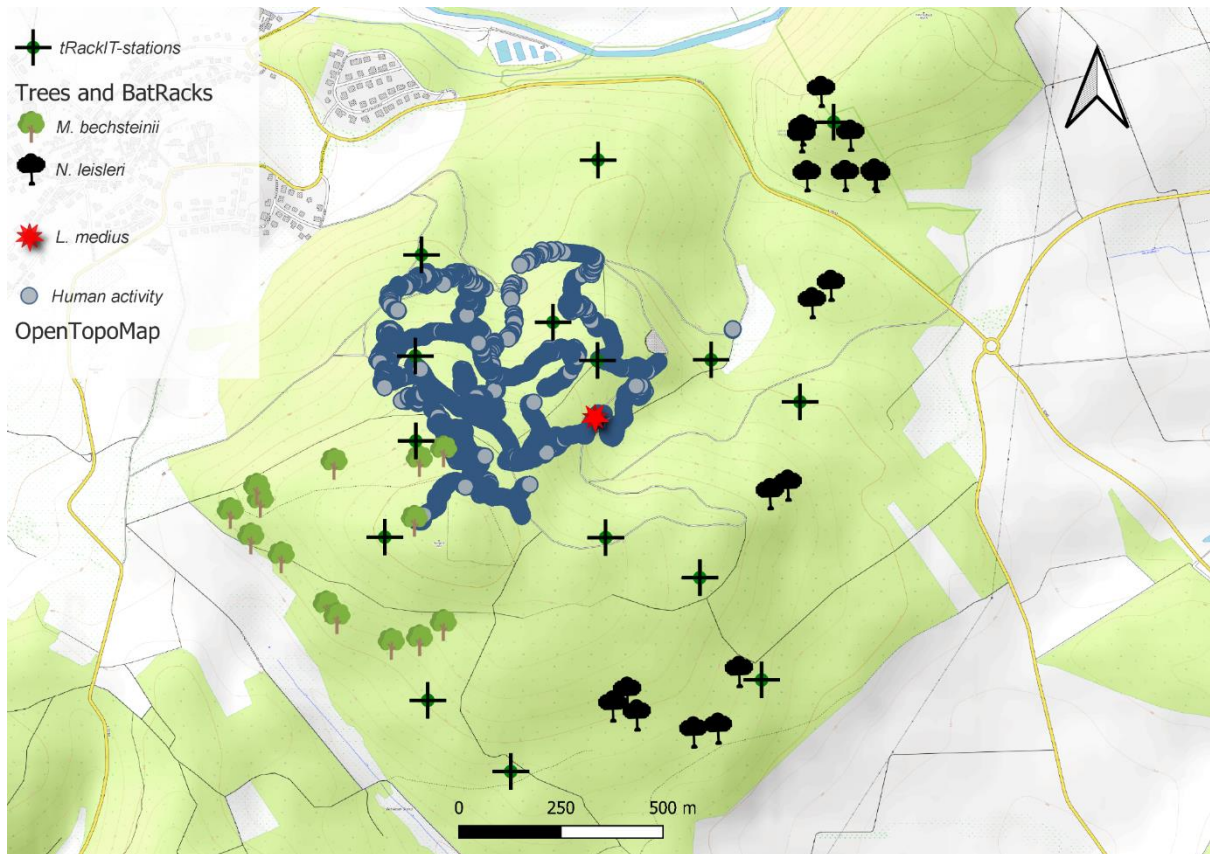 tRackIT-stations
Trees and BatRacks
M. bechsteinii
N. leisleri
L. medius
Human activity
OpenTopoMap
0 250 500 m